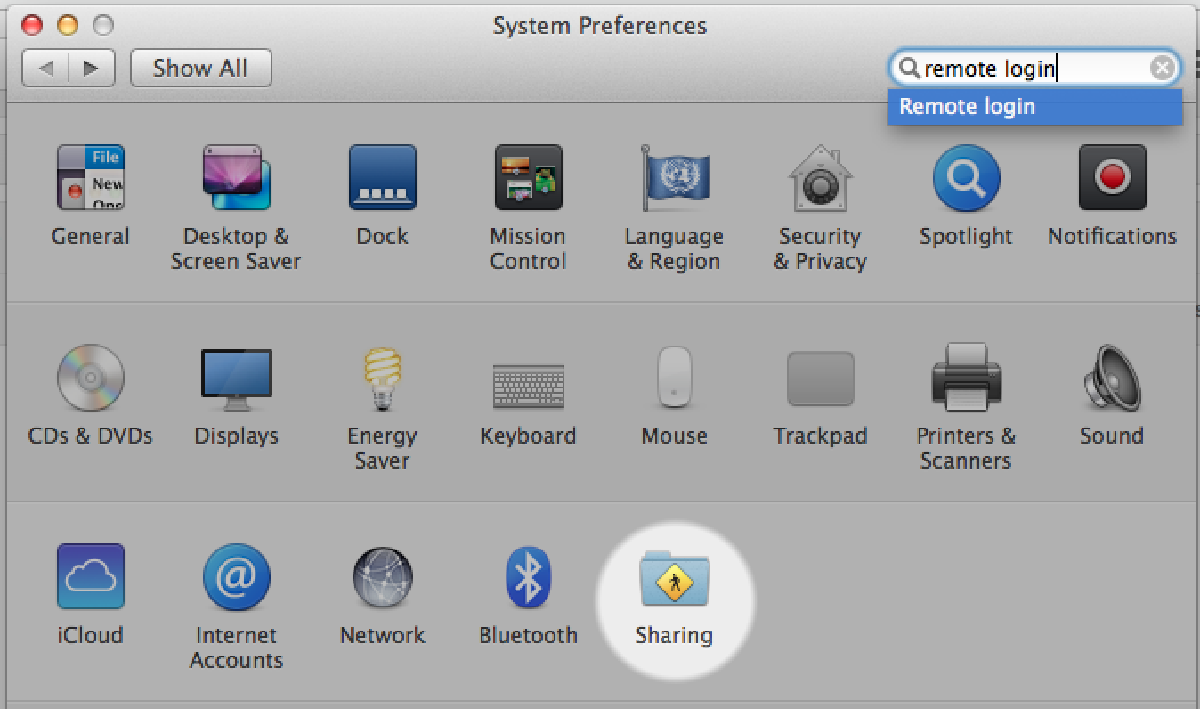 System Preferences
Show All
remote login
Remote login
File
New
General
Desktop &
Screen Saver
Dock
Mission
Control
Language
& Region
Security
& Privacy
Spotlight
Notifications
CDs & DVDs
Displays
Energy
Saver
Keyboard
Mouse
Trackpad
Printers &
Scanners
Sound
@
iCloud
Internet
Accounts
Network
Bluetooth
Sharing